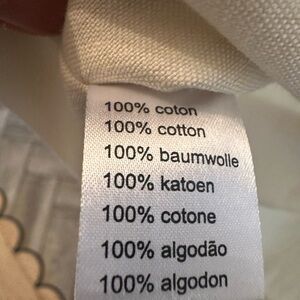 100% coton
100% cotton
100% baumwolle
100% katoen
100% cotone
100% algodão
100% algodon